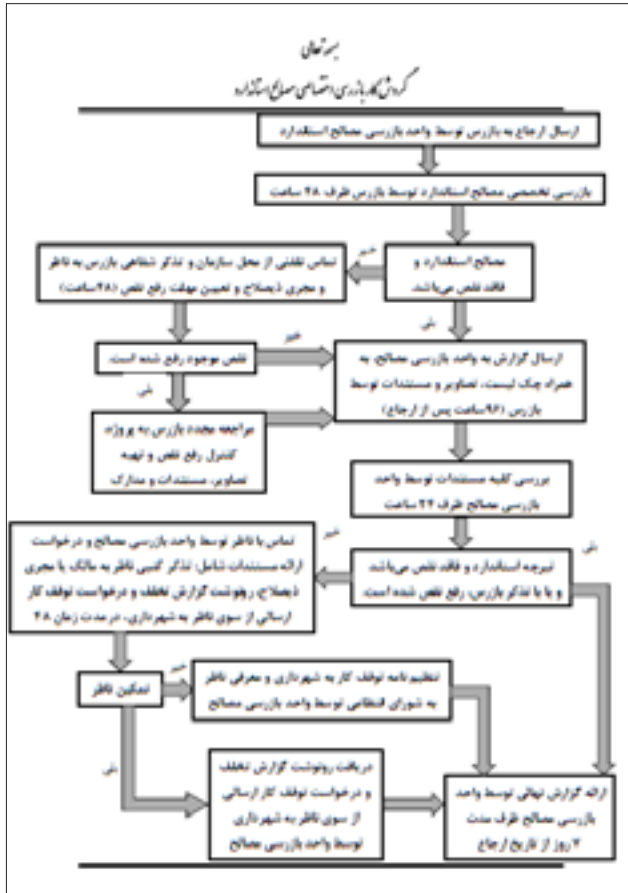 بسمه تعالی
گردش کار بازرسی اختصاصی مصالح استاندارد
ارسال ارجاع به بازرس توسط واحد بازرسی مصالح استاندارد
بازرسی تخصصی مصالح استاندارد توسط بازرس ظرف ۴۸ ساعت
مصالح استاندارد و
فاقد نقص می‌باشد.
خیر
تماس تلفنی از محل سازمان و تذکر شفاهی بازرس به ناظر
و مجری ذیصلاح و تعیین مهلت رفع نقص (۴۸ساعت)
بلی
نقص موجود رفع شده است.
خیر
ارسال گزارش به واحد بازرسی مصالح، به
همراه چک لیست، تصاویر و مستندات توسط
بازرس (۹۶ساعت پس از ارجاع)
بلی
مراجعه مجدد بازرس به پروژه،
کنترل رفع نقص و تهیه
تصاویر، مستندات و مدارک
بررسی کلیه مستندات توسط واحد
بازرسی مصالح ظرف ۲۴ ساعت
تیرچه استاندارد و فاقد نقص می‌باشد
و یا با تذکر بازرس، رفع نقص شده است.
بلی
خیر
تماس با ناظر توسط واحد بازرسی مصالح و درخواست
ارائه مستندات شامل: تذکر کتبی ناظر به مالک یا مجری
ذیصلاح، رونوشت گزارش تخلف و درخواست توقف کار
ارسالی از سوی ناظر به شهرداری، در مدت زمان ۴۸
تمکین ناظر
خیر
تنظیم نامه توقف کار به شهرداری و معرفی ناظر
به شورای انتظامی توسط واحد بازرسی مصالح
بلی
دریافت رونوشت گزارش تخلف
و درخواست توقف کار ارسالی
از سوی ناظر به شهرداری
توسط واحد بازرسی مصالح
ارائه گزارش نهائی توسط واحد
بازرسی مصالح ظرف مدت
۷ روز از تاریخ ارجاع